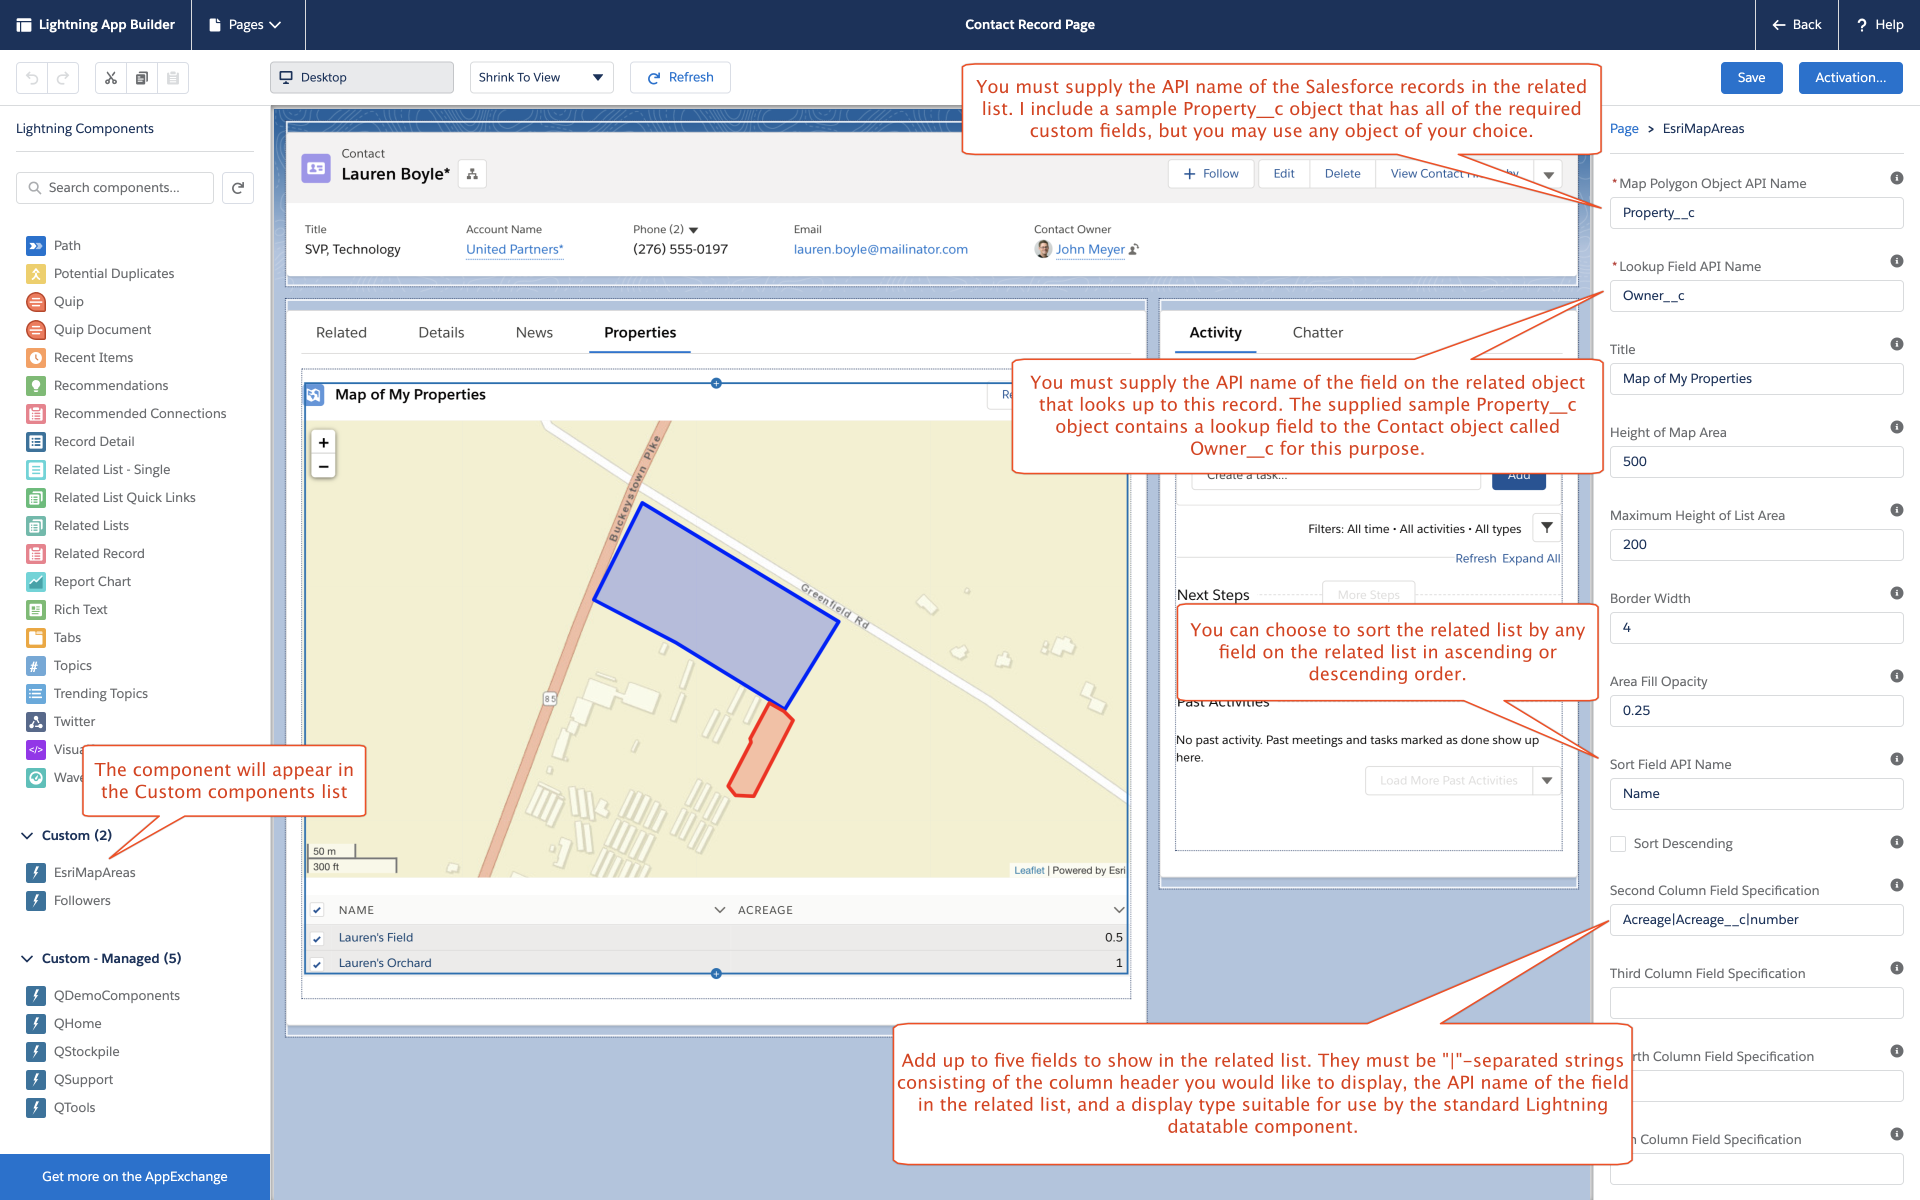 Lightning App Builder
Pages
Contact Record Page
Back
? Help
Desktop
Shrink To View
Refresh
Save
Activation...
You must supply the API name of the Salesforce records in the related
list. I include a sample Property__c object that has all of the required
custom fields, but you may use any object of your choice.
Lightning Components
Search components...
Path
Potential Duplicates
Quip
Quip Document
Recent Items
Recommendations
Recommended Connections
Record Detail
Related List - Single
Related List Quick Links
Related Lists
Related Record
Report Chart
Rich Text
Tabs
Topics
Trending Topics
Twitter
The component will appear in
the Custom components list
Custom (2)
EsriMapAreas
Followers
Custom - Managed (5)
QDemoComponents
QHome
QStockpile
QSupport
QTools
Get more on the AppExchange
Contact
Lauren Boyle*
Follow
Edit
Delete
View Contact
Title
SVP, Technology
Account Name
United Partners*
Phone (2)
(276) 555-0197
Email
lauren.boyle@mailinator.com
Contact Owner
John Meyer
Related
Details
News
Properties
Map of My Properties
+
−
Buckeystown Pike
Greenfield Rd
85
50 m
300 ft
Leaflet | Powered by Esri
NAME
ACREAGE
Lauren's Field
0.5
Lauren's Orchard
1
Activity
Chatter
You must supply the API name of the field on the related object
that looks up to this record. The supplied sample Property__c
object contains a lookup field to the Contact object called
Owner__c for this purpose.
Create a task...
Add
Filters: All time • All activities • All types
Refresh Expand All
Next Steps
More Steps
You can choose to sort the related list by any
field on the related list in ascending or
descending order.
Past Activities
No past activity. Past meetings and tasks marked as done show up
here.
Load More Past Activities
Add up to five fields to show in the related list. They must be "|"-separated strings
consisting of the column header you would like to display, the API name of the field
in the related list, and a display type suitable for use by the standard Lightning
datatable component.
Page > EsriMapAreas
*Map Polygon Object API Name
Property__c
*Lookup Field API Name
Owner__c
Title
Map of My Properties
Height of Map Area
500
Maximum Height of List Area
200
Border Width
4
Area Fill Opacity
0.25
Sort Field API Name
Name
Sort Descending
Second Column Field Specification
Acreage|Acreage__c|number
Third Column Field Specification
Column Field Specification
Column Field Specification